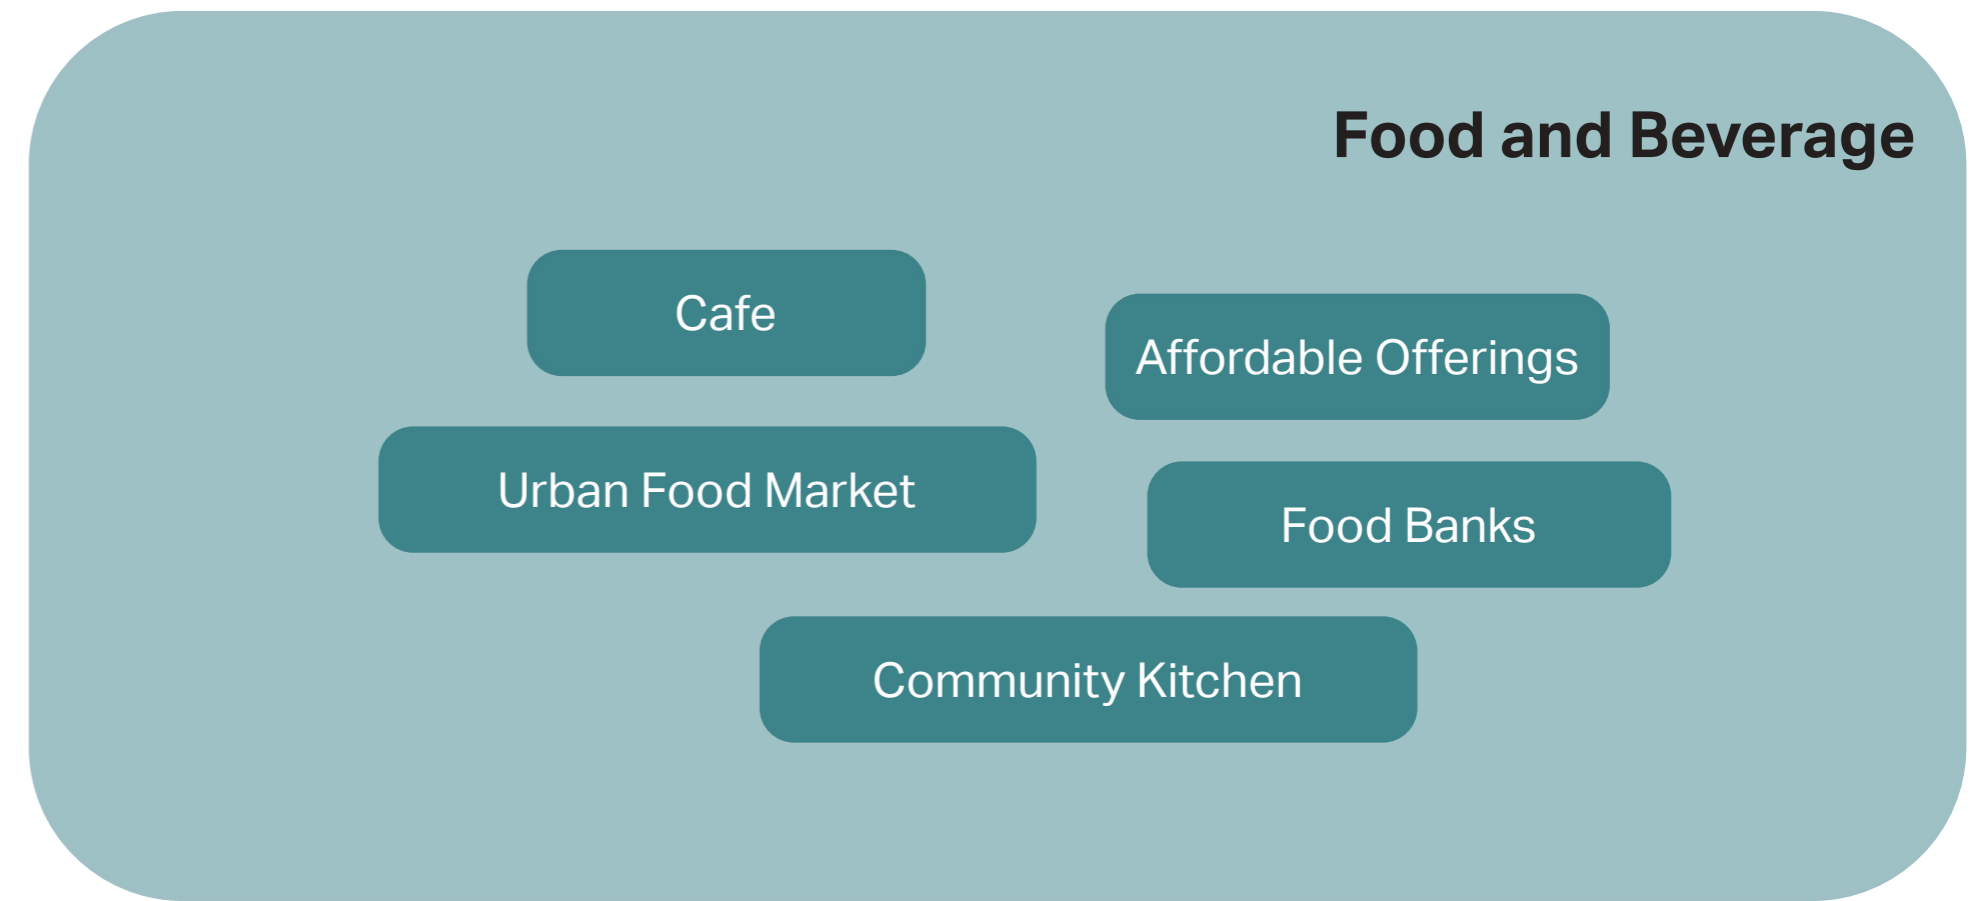 Food and Beverage
Cafe
Affordable Offerings
Urban Food Market
Food Banks
Community Kitchen